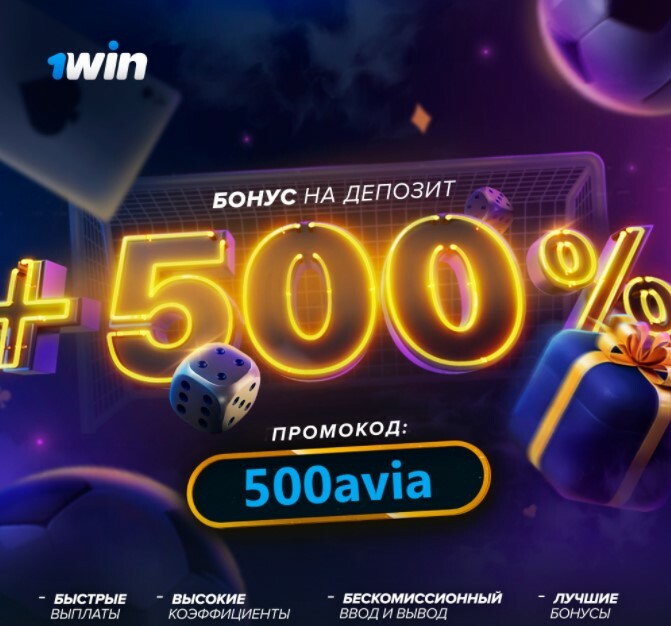 1win
БОНУС НА ДЕПОЗИТ
+500%
ПРОМОКОД:
500avia
- БЫСТРЫЕ ВЫПЛАТЫ
- ВЫСОКИЕ КОЭФФИЦИЕНТЫ
- БЕСКОМИССИОННЫЙ ВВОД И ВЫВОД
- ЛУЧШИЕ БОНУСЫ